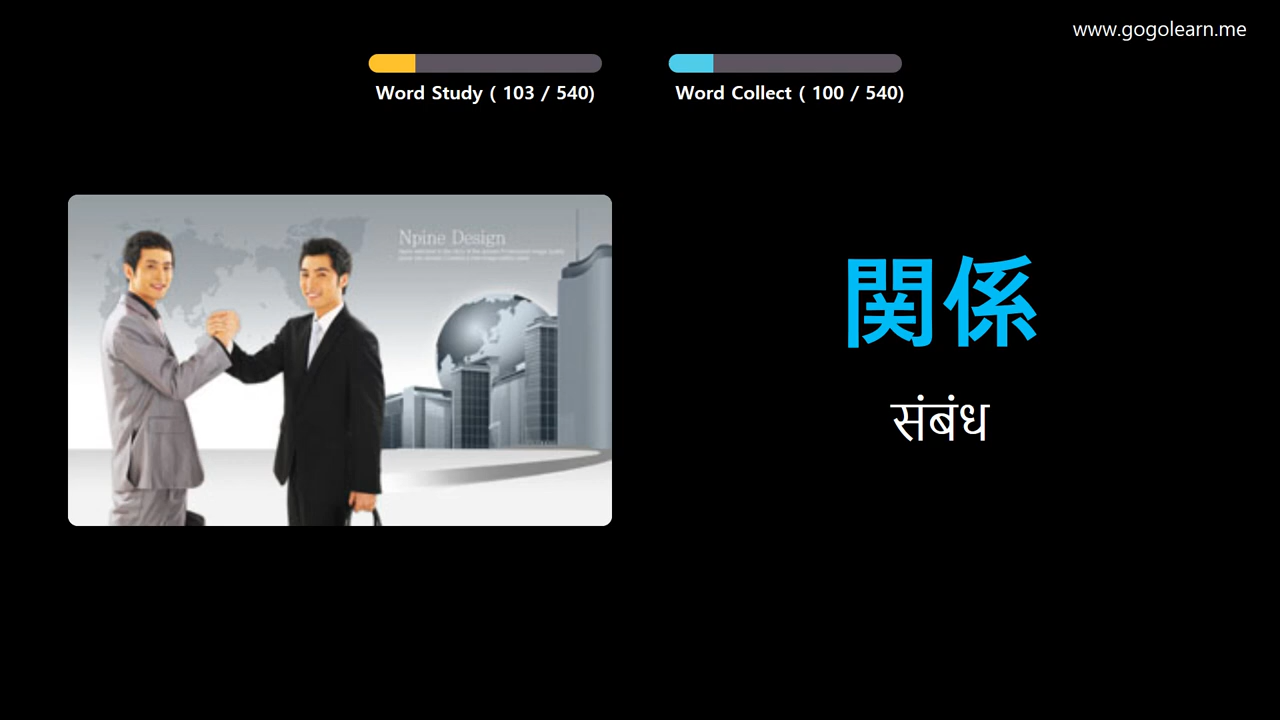 www.gogolearn.me
Word Study ( 103 / 540)
Word Collect ( 100 / 540)
Npine Design
関係
संबंध